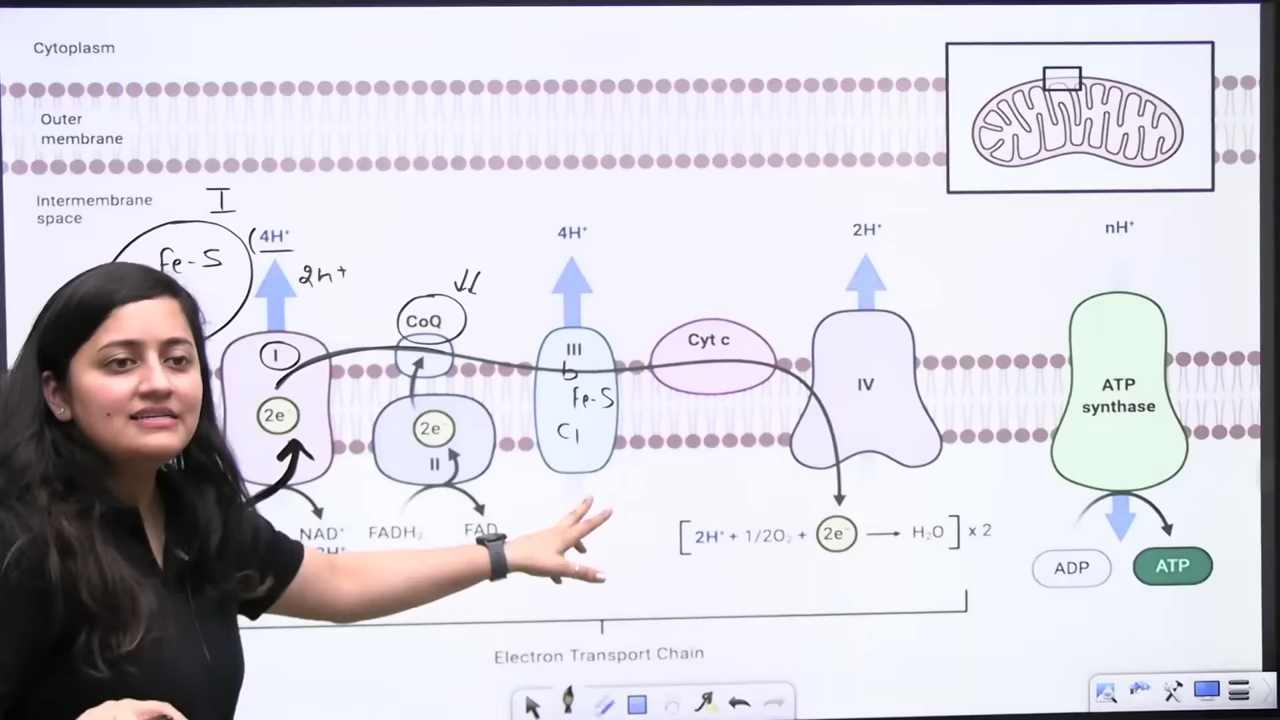 Cytoplasm
Outer
membrane
Intermembrane
space
I
Fe-S
(4H⁺
2H+
4H⁺
2H⁺
nH⁺
CoQ
I
III
b
Fe-S
C1
Cyt c
IV
ATP
synthase
2e⁻
2e⁻
II
NAD⁺
FADH₂
FAD
[2H⁺ + 1/2O₂ + 2e⁻ → H₂O] x 2
ADP
ATP
Electron Transport Chain